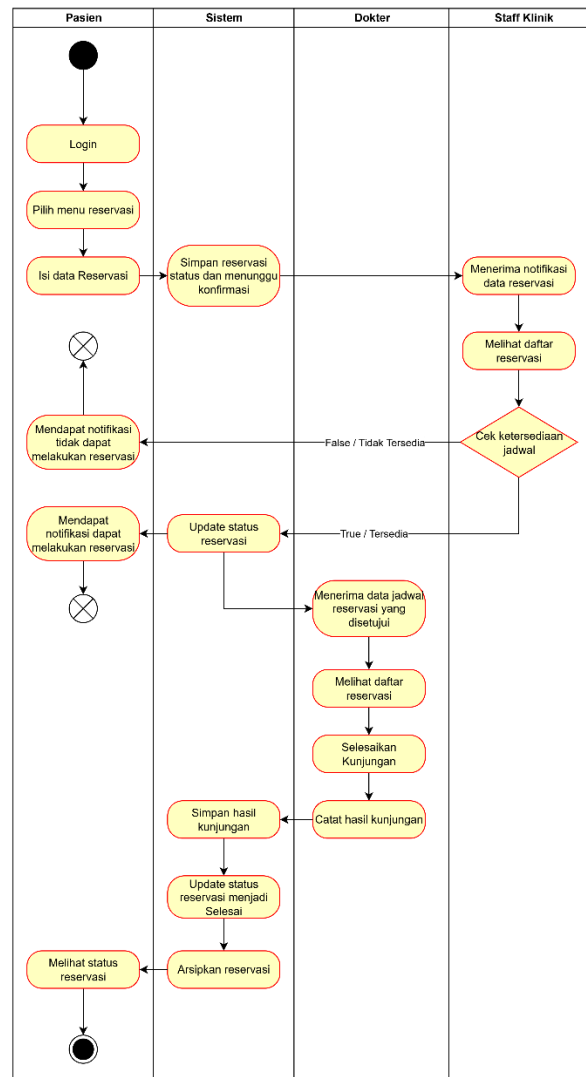 Pasien
Sistem
Dokter
Staff Klinik
Login
Pilih menu reservasi
Isi data Reservasi
Simpan reservasi
status dan menunggu
konfirmasi
Menerima notifikasi
data reservasi
Melihat daftar
reservasi
Cek ketersediaan
jadwal
False / Tidak Tersedia
Mendapat notifikasi
tidak dapat
melakukan reservasi
True / Tersedia
Update status
reservasi
Mendapat
notifikasi dapat
melakukan reservasi
Menerima data jadwal
reservasi yang
disetujui
Melihat daftar
reservasi
Selesaikan
Kunjungan
Catat hasil kunjungan
Simpan hasil
kunjungan
Update status
reservasi menjadi
Selesai
Arsipkan reservasi
Melihat status
reservasi